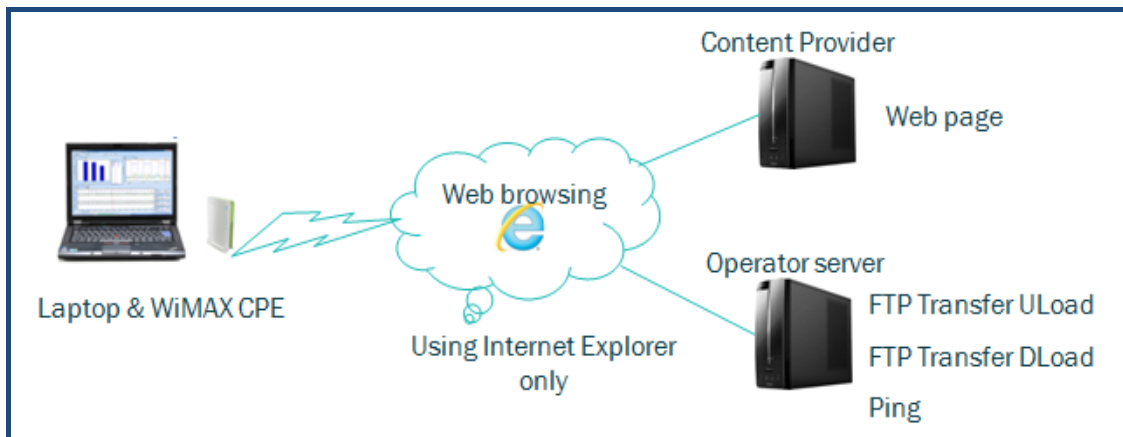 Content Provider
Web page
Web browsing
Operator server
Laptop & WiMAX CPE
FTP Transfer ULoad
Using Internet Explorer
only
FTP Transfer DLoad
Ping